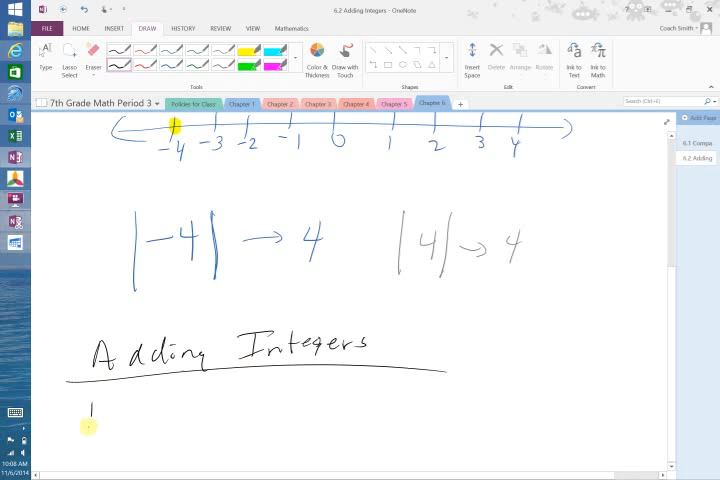 6.2 Adding Integers - OneNote
FILE HOME INSERT DRAW HISTORY REVIEW VIEW Mathematics Coach Smith
Type Lasso Select Eraser Color & Thickness Draw with Touch Insert Space Delete Arrange Rotate Ink to Text Ink to Math
Tools Shapes Edit Convert
7th Grade Math Period 3 Policies for Class Chapter 1 Chapter 2 Chapter 3 Chapter 4 Chapter 5 Chapter 6 + Search (Ctrl+E)
Add Page
6.1 Compa
6.2 Adding
-4 -3 -2 -1 0 1 2 3 4
|-4| → 4 |4| → 4
Adding Integers
10:08 AM
11/6/2014